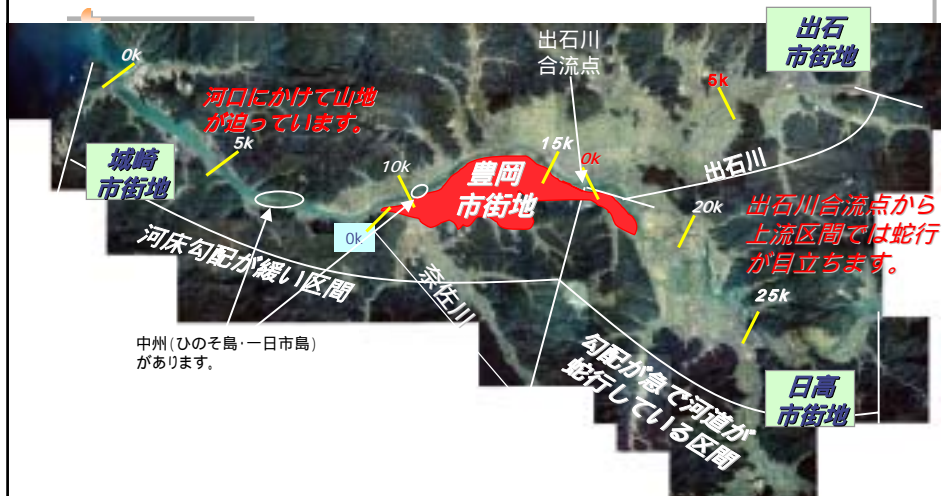 出石
市街地
出石川
合流点
0k
河口にかけて山地
が迫っています。
5k
5k
城崎
市街地
10k
15k
0k
豊岡
市街地
出石川
20k
出石川合流点から
上流区間では蛇行
が目立ちます。
0k
河床勾配が緩い区間
奈佐川
25k
中州(ひのそ島・一日市島)
があります。
勾配が急で河道が
蛇行している区間
日高
市街地